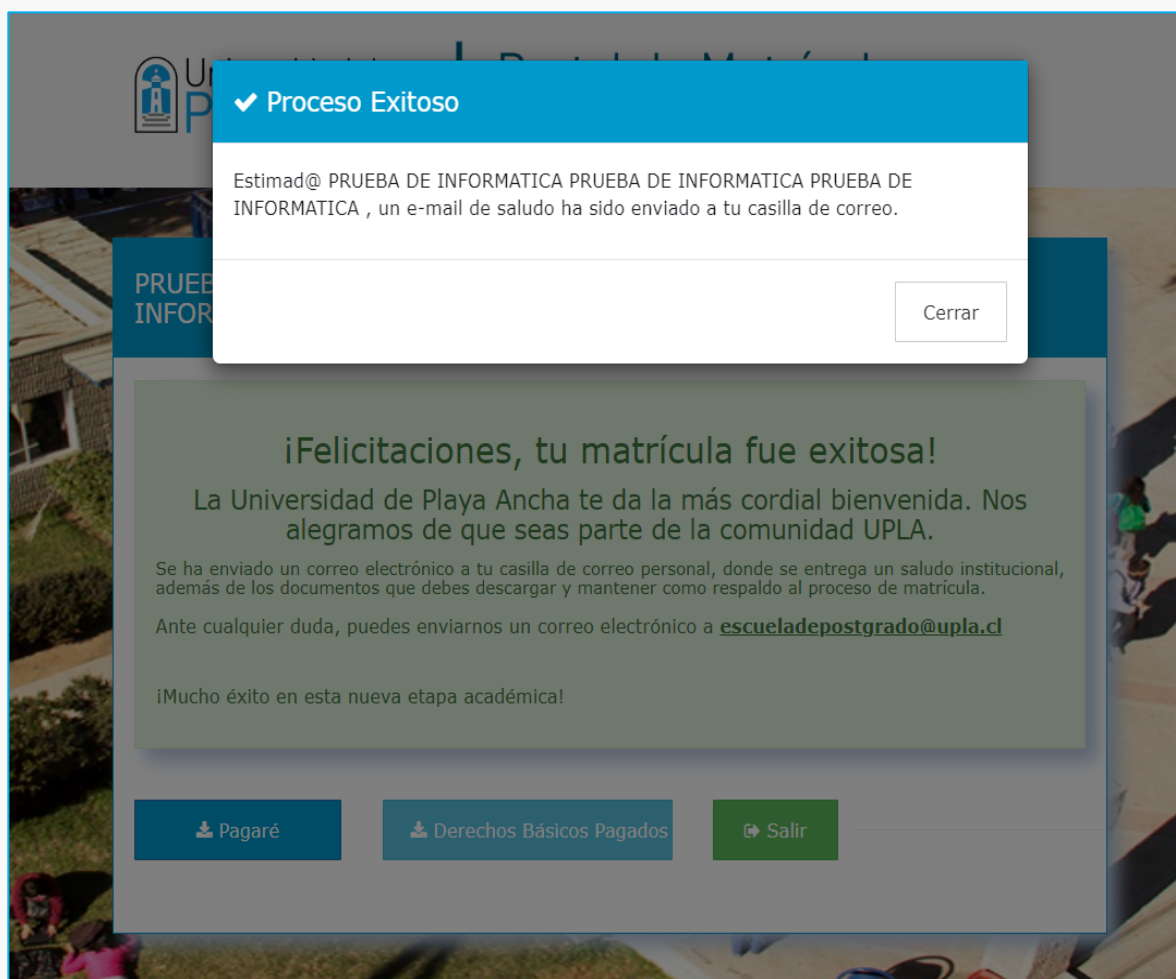 ✔ Proceso Exitoso
Estimad@ PRUEBA DE INFORMATICA PRUEBA DE INFORMATICA PRUEBA DE
INFORMATICA , un e-mail de saludo ha sido enviado a tu casilla de correo.
Cerrar
¡Felicitaciones, tu matrícula fue exitosa!
La Universidad de Playa Ancha te da la más cordial bienvenida. Nos
alegramos de que seas parte de la comunidad UPLA.
Se ha enviado un correo electrónico a tu casilla de correo personal, donde se entrega un saludo institucional,
además de los documentos que debes descargar y mantener como respaldo al proceso de matrícula.
Ante cualquier duda, puedes enviarnos un correo electrónico a escueladepostgrado@upla.cl
¡Mucho éxito en esta nueva etapa académica!
Pagaré
Derechos Básicos Pagados
Salir